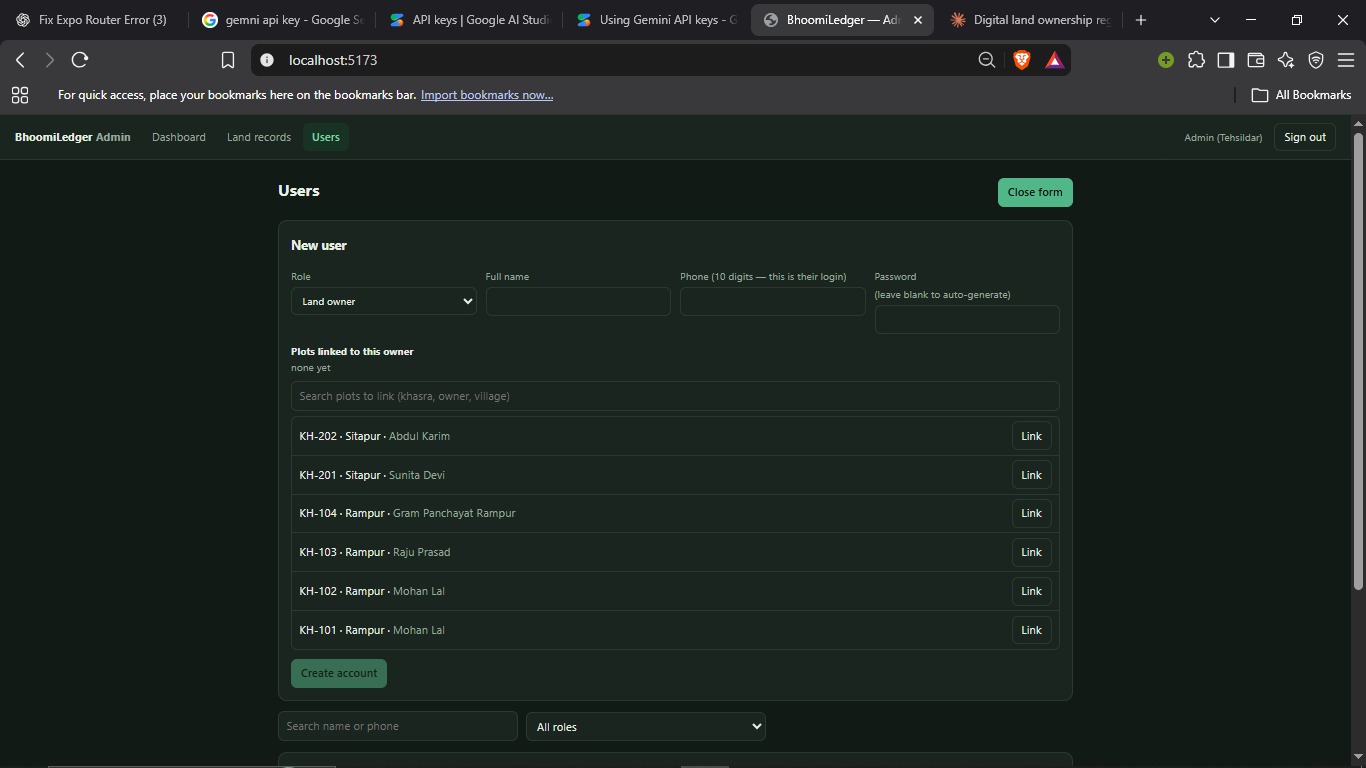 Fix Expo Router Error (3)
gemni api key - Google Se
API keys | Google AI Studi
Using Gemini API keys - G
BhoomiLedger — Adr
Digital land ownership reg
localhost:5173
For quick access, place your bookmarks here on the bookmarks bar. Import bookmarks now...
All Bookmarks
BhoomiLedger Admin
Dashboard
Land records
Users
Admin (Tehsildar)
Sign out
Users
Close form
New user
Role
Full name
Phone (10 digits — this is their login)
Password
(leave blank to auto-generate)
Land owner
Plots linked to this owner
none yet
Search plots to link (khasra, owner, village)
KH-202 · Sitapur · Abdul Karim
Link
KH-201 · Sitapur · Sunita Devi
Link
KH-104 · Rampur · Gram Panchayat Rampur
Link
KH-103 · Rampur · Raju Prasad
Link
KH-102 · Rampur · Mohan Lal
Link
KH-101 · Rampur · Mohan Lal
Link
Create account
Search name or phone
All roles